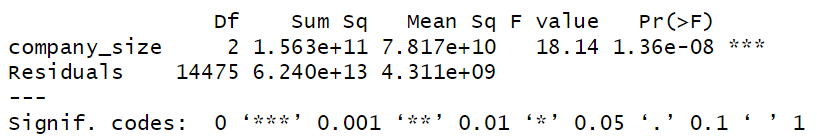 Df    Sum Sq   Mean Sq F value   Pr(>F)
company_size     2 1.563e+11 7.817e+10   18.14 1.36e-08 ***
Residuals    14475 6.240e+13 4.311e+09
---
Signif. codes:  0 ‘***’ 0.001 ‘**’ 0.01 ‘*’ 0.05 ‘.’ 0.1 ‘ ’ 1